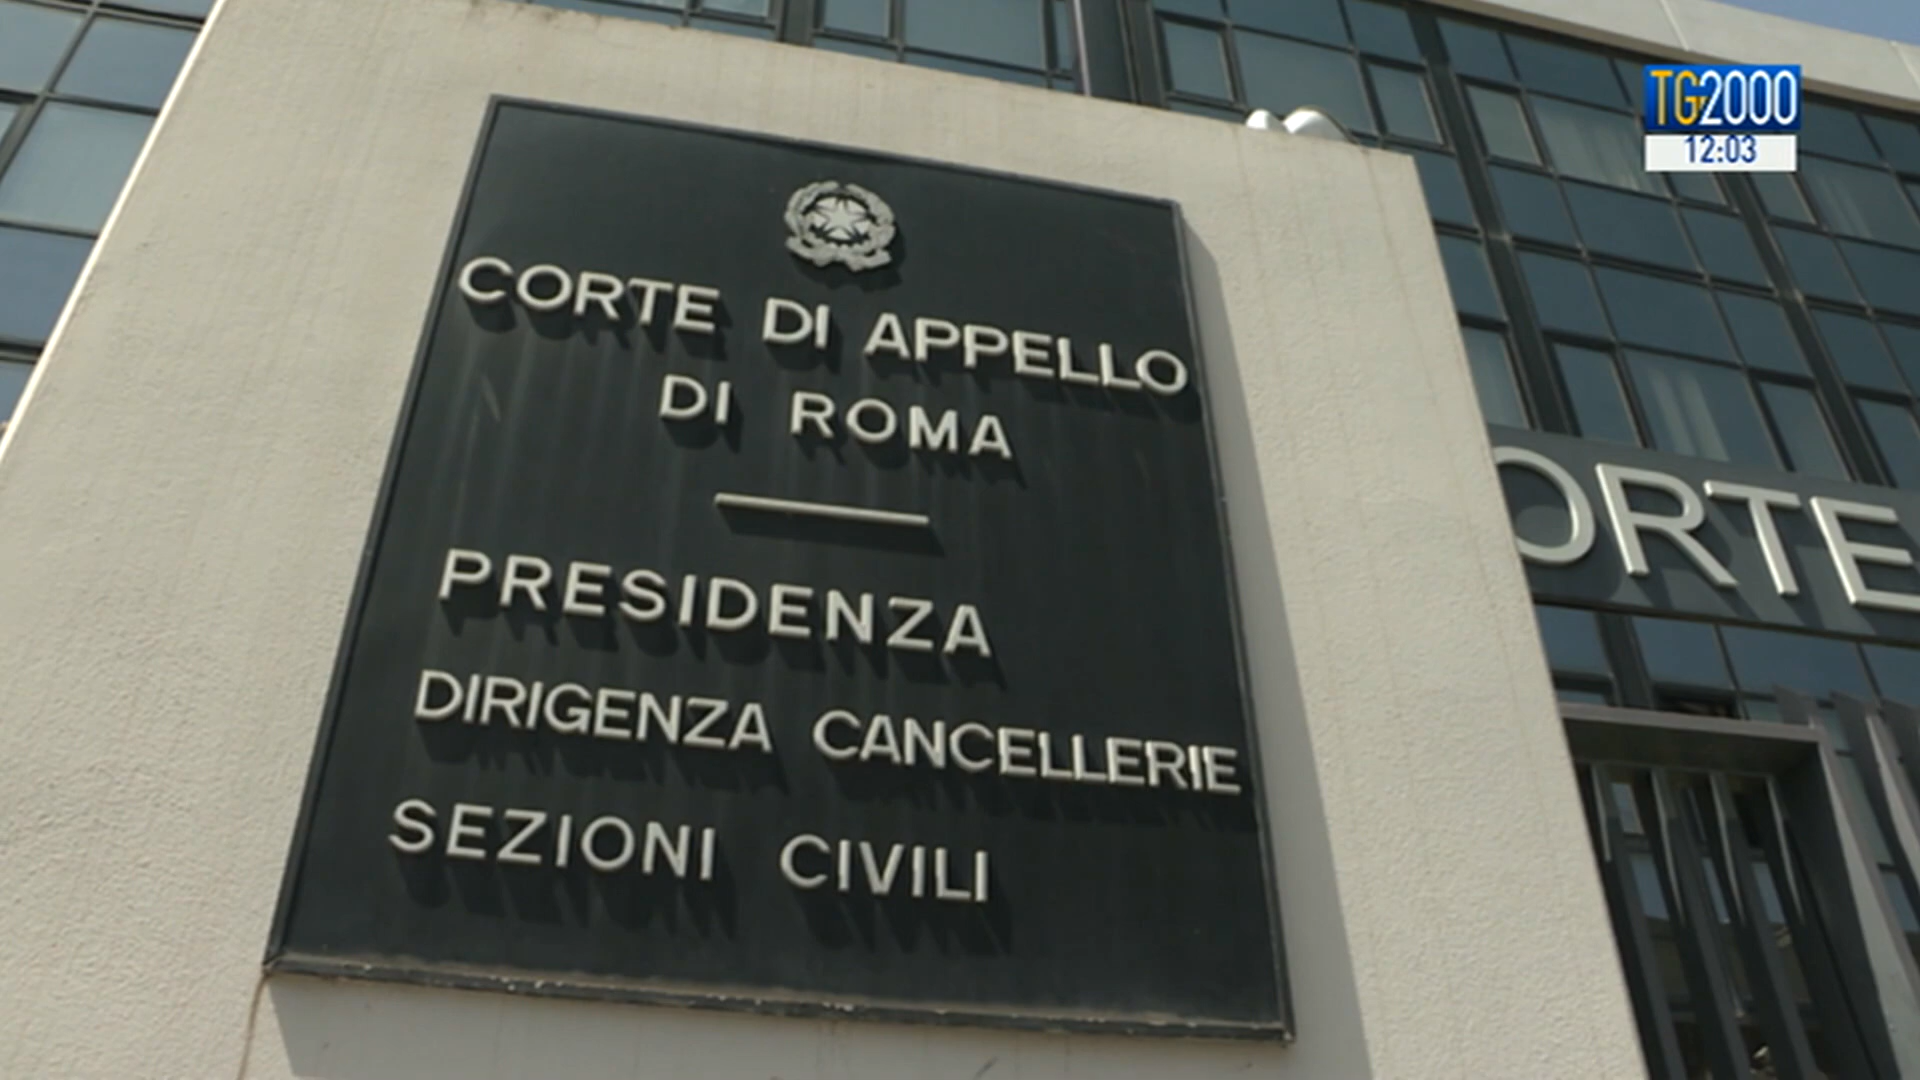 TG2000
12:03
CORTE DI APPELLO
DI ROMA
PRESIDENZA
DIRIGENZA CANCELLERIE
SEZIONI CIVILI
ORTE